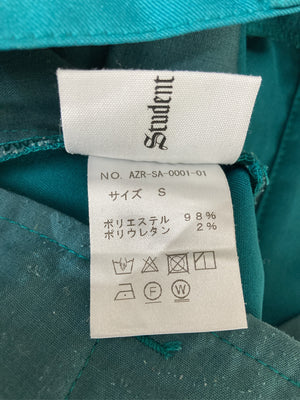 Student
NO. AZR-SA-0001-01
サイズ S
ポリエステル 98%
ポリウレタン 2%
F
W